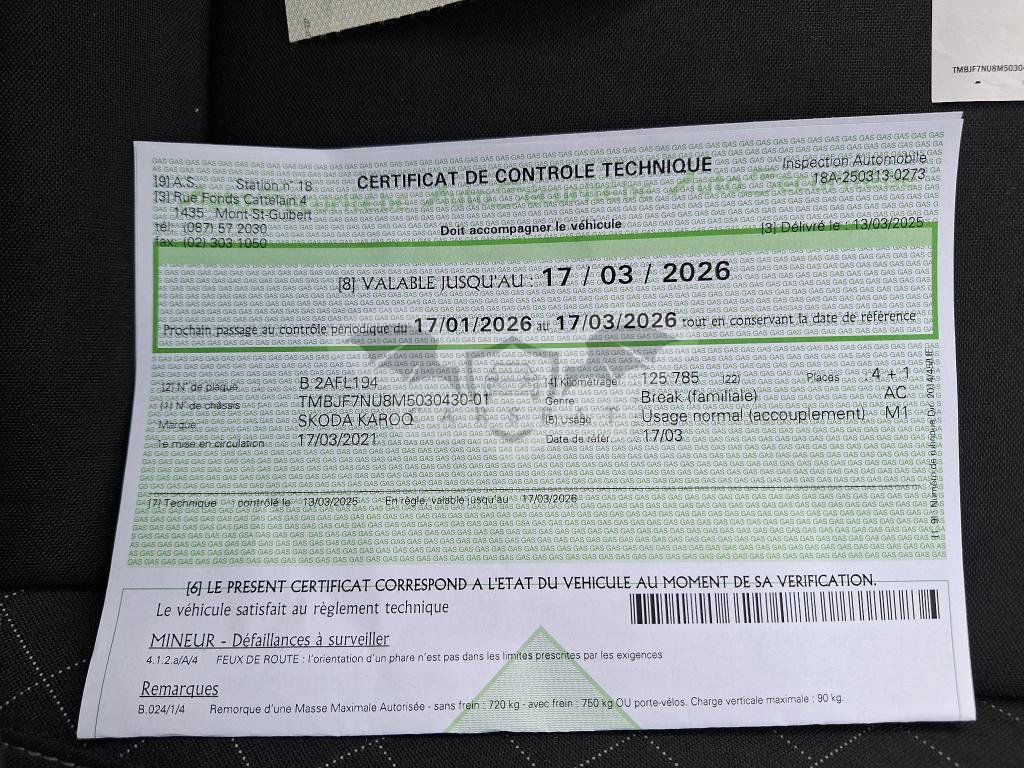 TMBJF7NU8M50304
CERTIFICAT DE CONTROLE TECHNIQUE
Inspection Automobile
18A-250313-0273
[9] A.S. Station n° 18
[3] Rue Fonds Cattelain 4
1435 Mont-St-Guibert
tél: (087) 57 2030
fax: (02) 303 1050
Doit accompagner le véhicule
[3] Délivré le : 13/03/2025
[8] VALABLE JUSQU'AU : 17 / 03 / 2026
Prochain passage au contrôle périodique du 17/01/2026 au 17/03/2026 tout en conservant la date de référence
[2] N° de plaque B 2AFL194 [4] Kilométrage 125 785 (22) Places 4 + 1
[1] N° de châssis TMBJF7NU8M5030430-01 Genre Break (familiale) AC
Marque SKODA KAROQ [5] Usage Usage normal (accouplement) M1
1e mise en circulation 17/03/2021 Date de référ. 17/03
[7] Technique contrôlé le 13/03/2025 En règle, valable jusqu'au 17/03/2026
[6] LE PRESENT CERTIFICAT CORRESPOND A L'ETAT DU VEHICULE AU MOMENT DE SA VERIFICATION.
Le véhicule satisfait au règlement technique
MINEUR - Défaillances à surveiller
4.1.2.a/A/4 FEUX DE ROUTE : l'orientation d'un phare n'est pas dans les limites prescrites par les exigences
Remarques
B.024/1/4 Remorque d'une Masse Maximale Autorisée - sans frein : 720 kg - avec frein : 750 kg OU porte-vélos. Charge verticale maximale : 90 kg.